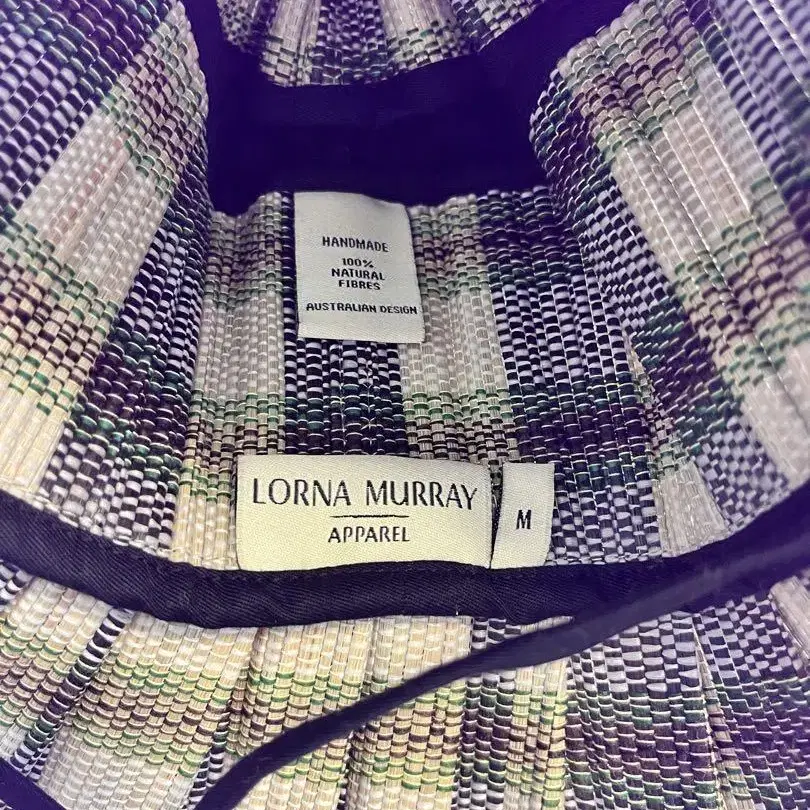 HANDMADE
100%
NATURAL
FIBRES
AUSTRALIAN DESIGN
LORNA MURRAY
APPAREL
M